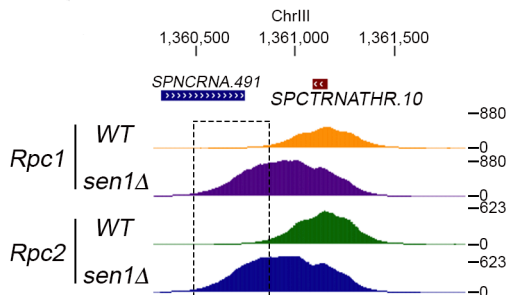 ChrIII
1,360,500 1,361,000 1,361,500
SPNCRNA.491
SPCTRNATHR.10
880
Rpc1 WT 0
880
sen1Δ 0
623
Rpc2 WT 0
623
sen1Δ 0